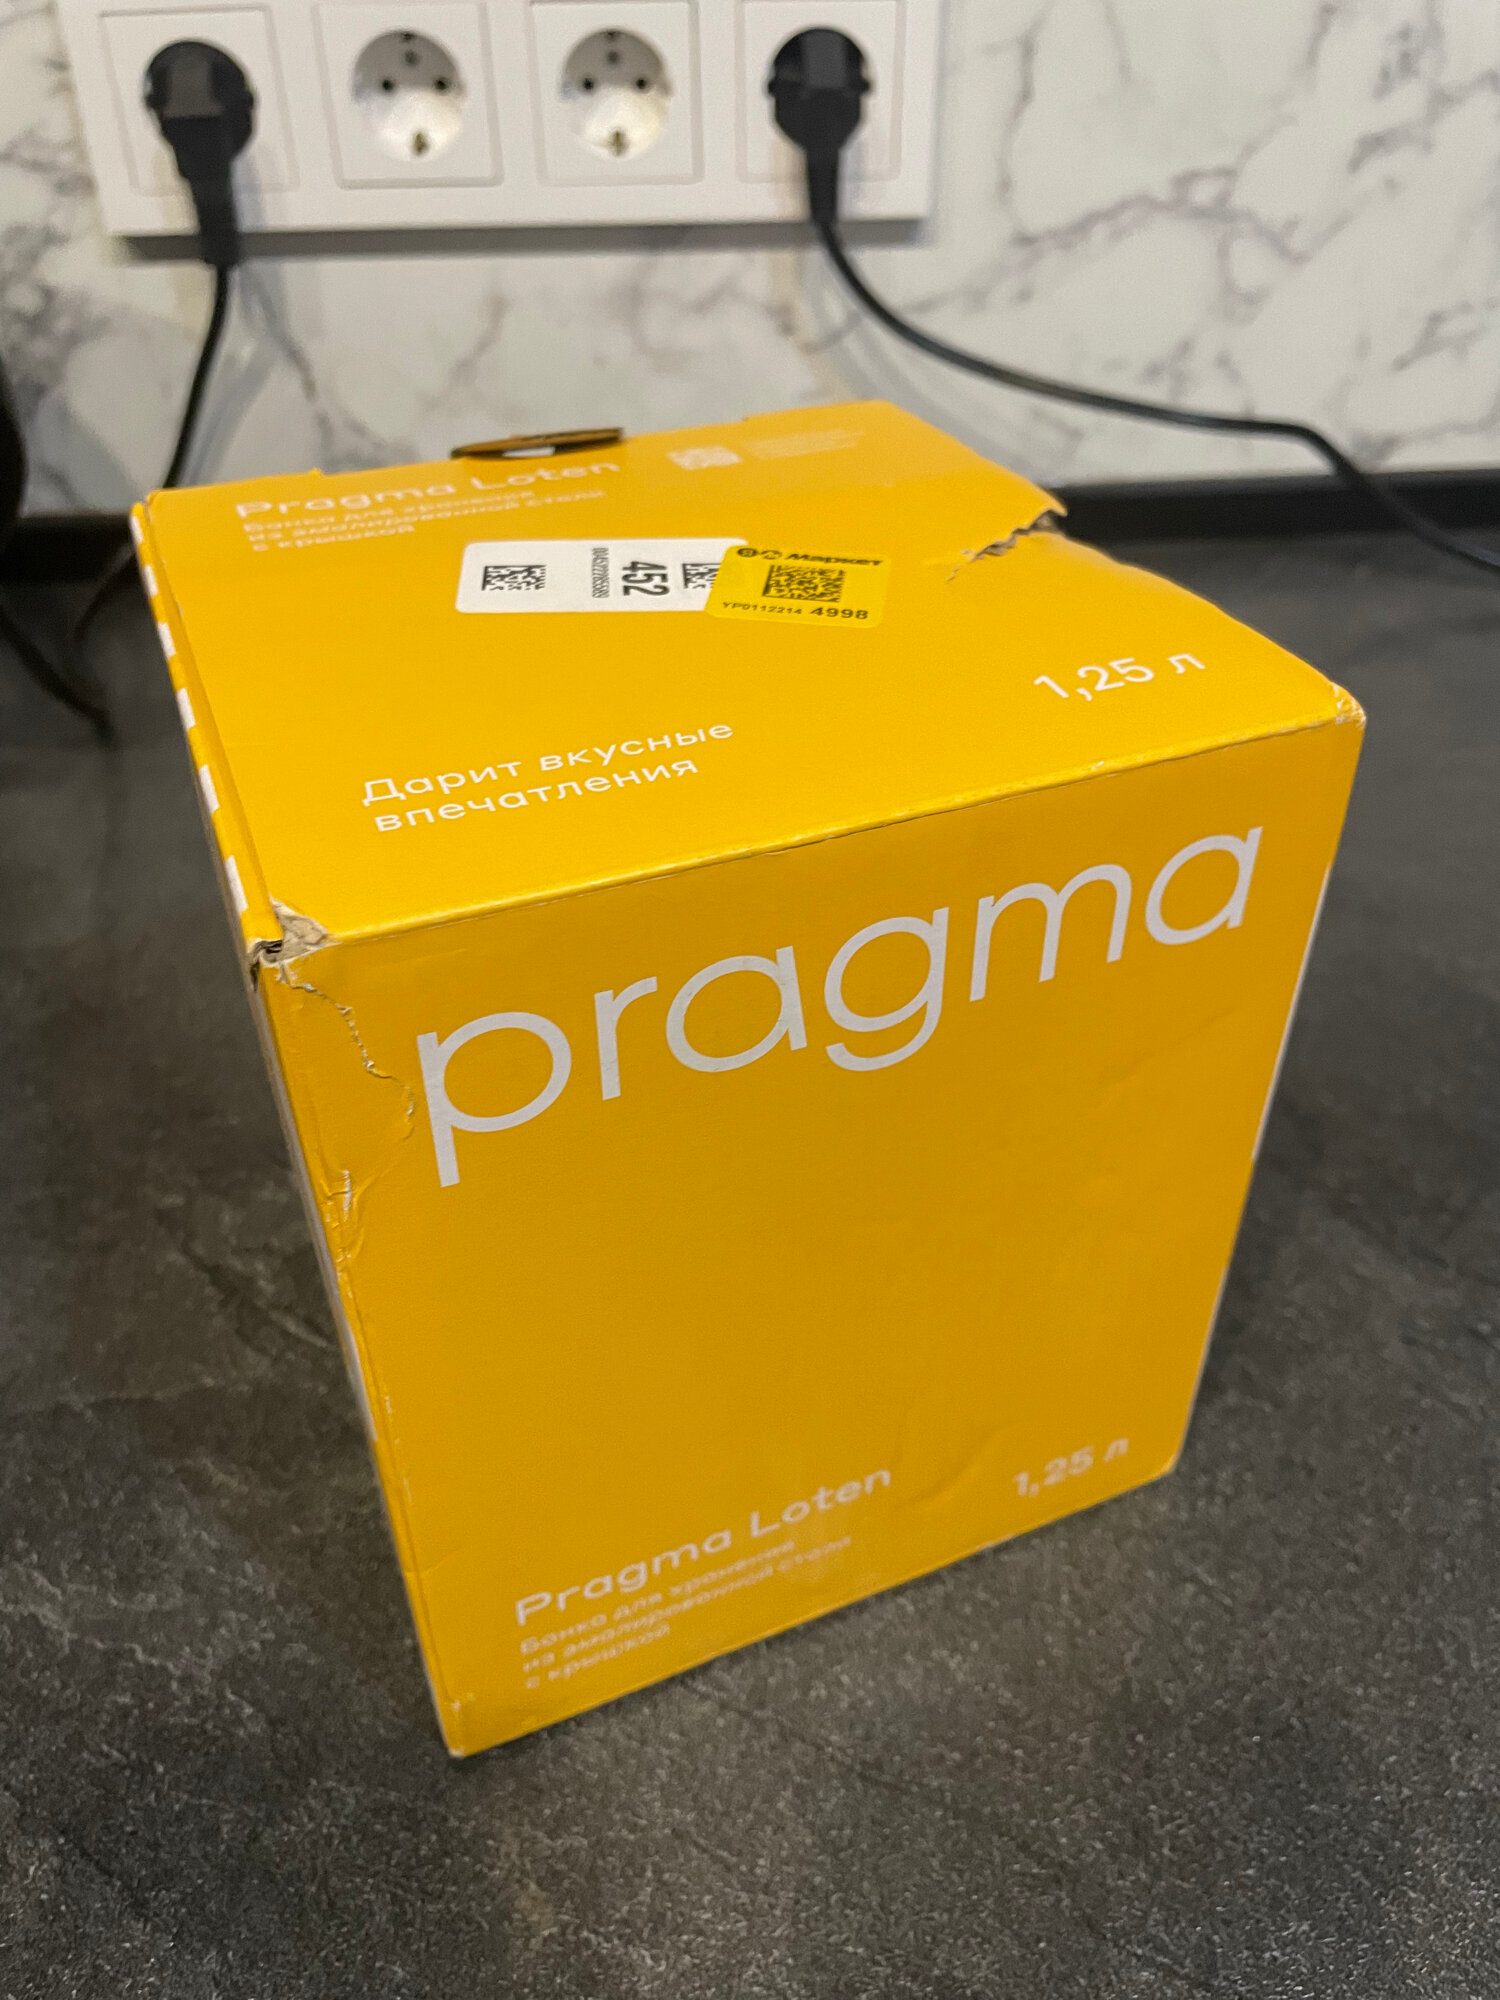 Pragma Loten
Банка для хранения
из эмалированной стали
с крышкой
452
Маркет
YP0112214 4998
1,25 л
Дарит вкусные
впечатления
pragma
Pragma Loten
Банка для хранения
из эмалированной стали
с крышкой
1,25 л